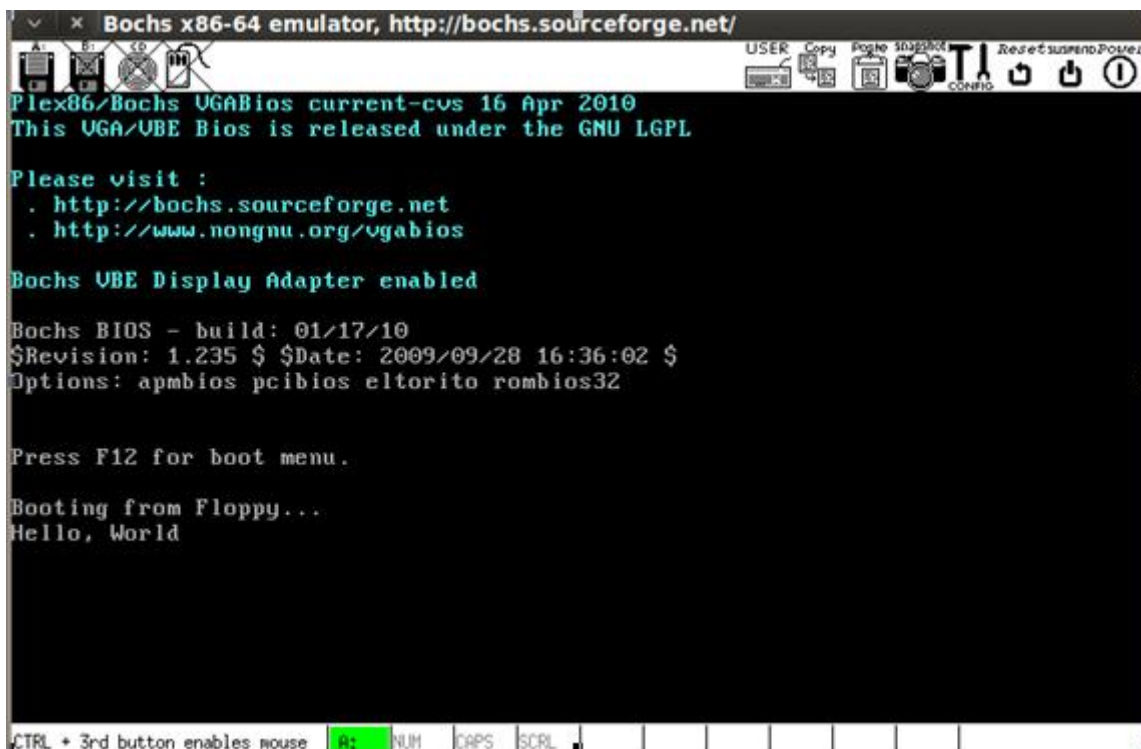 Bochs x86-64 emulator, http://bochs.sourceforge.net/
A: B: CD USER Copy Paste snapshot CONFIG Reset SUSPEND Power
Plex86/Bochs VGABios current-cvs 16 Apr 2010
This VGA/VBE Bios is released under the GNU LGPL
Please visit :
. http://bochs.sourceforge.net
. http://www.nongnu.org/vgabios
Bochs VBE Display Adapter enabled
Bochs BIOS - build: 01/17/10
$Revision: 1.235 $ $Date: 2009/09/28 16:36:02 $
Options: apmbios pcibios eltorito rombios32
Press F12 for boot menu.
Booting from Floppy...
Hello, World
CTRL + 3rd button enables mouse A: NUM CAPS SCRL